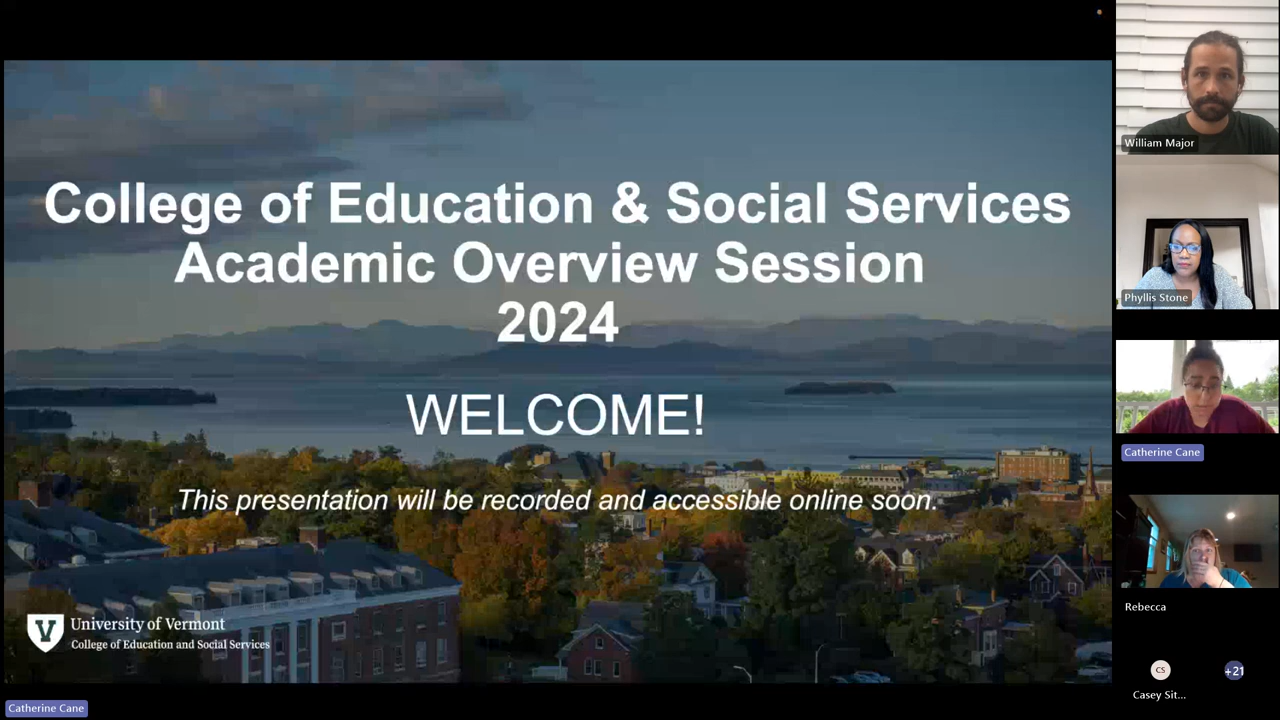 College of Education & Social Services
Academic Overview Session
2024
WELCOME!
This presentation will be recorded and accessible online soon.
University of Vermont
College of Education and Social Services
Catherine Cane
William Major
Phyllis Stone
Catherine Cane
Rebecca
CS
+21
Casey Sit...